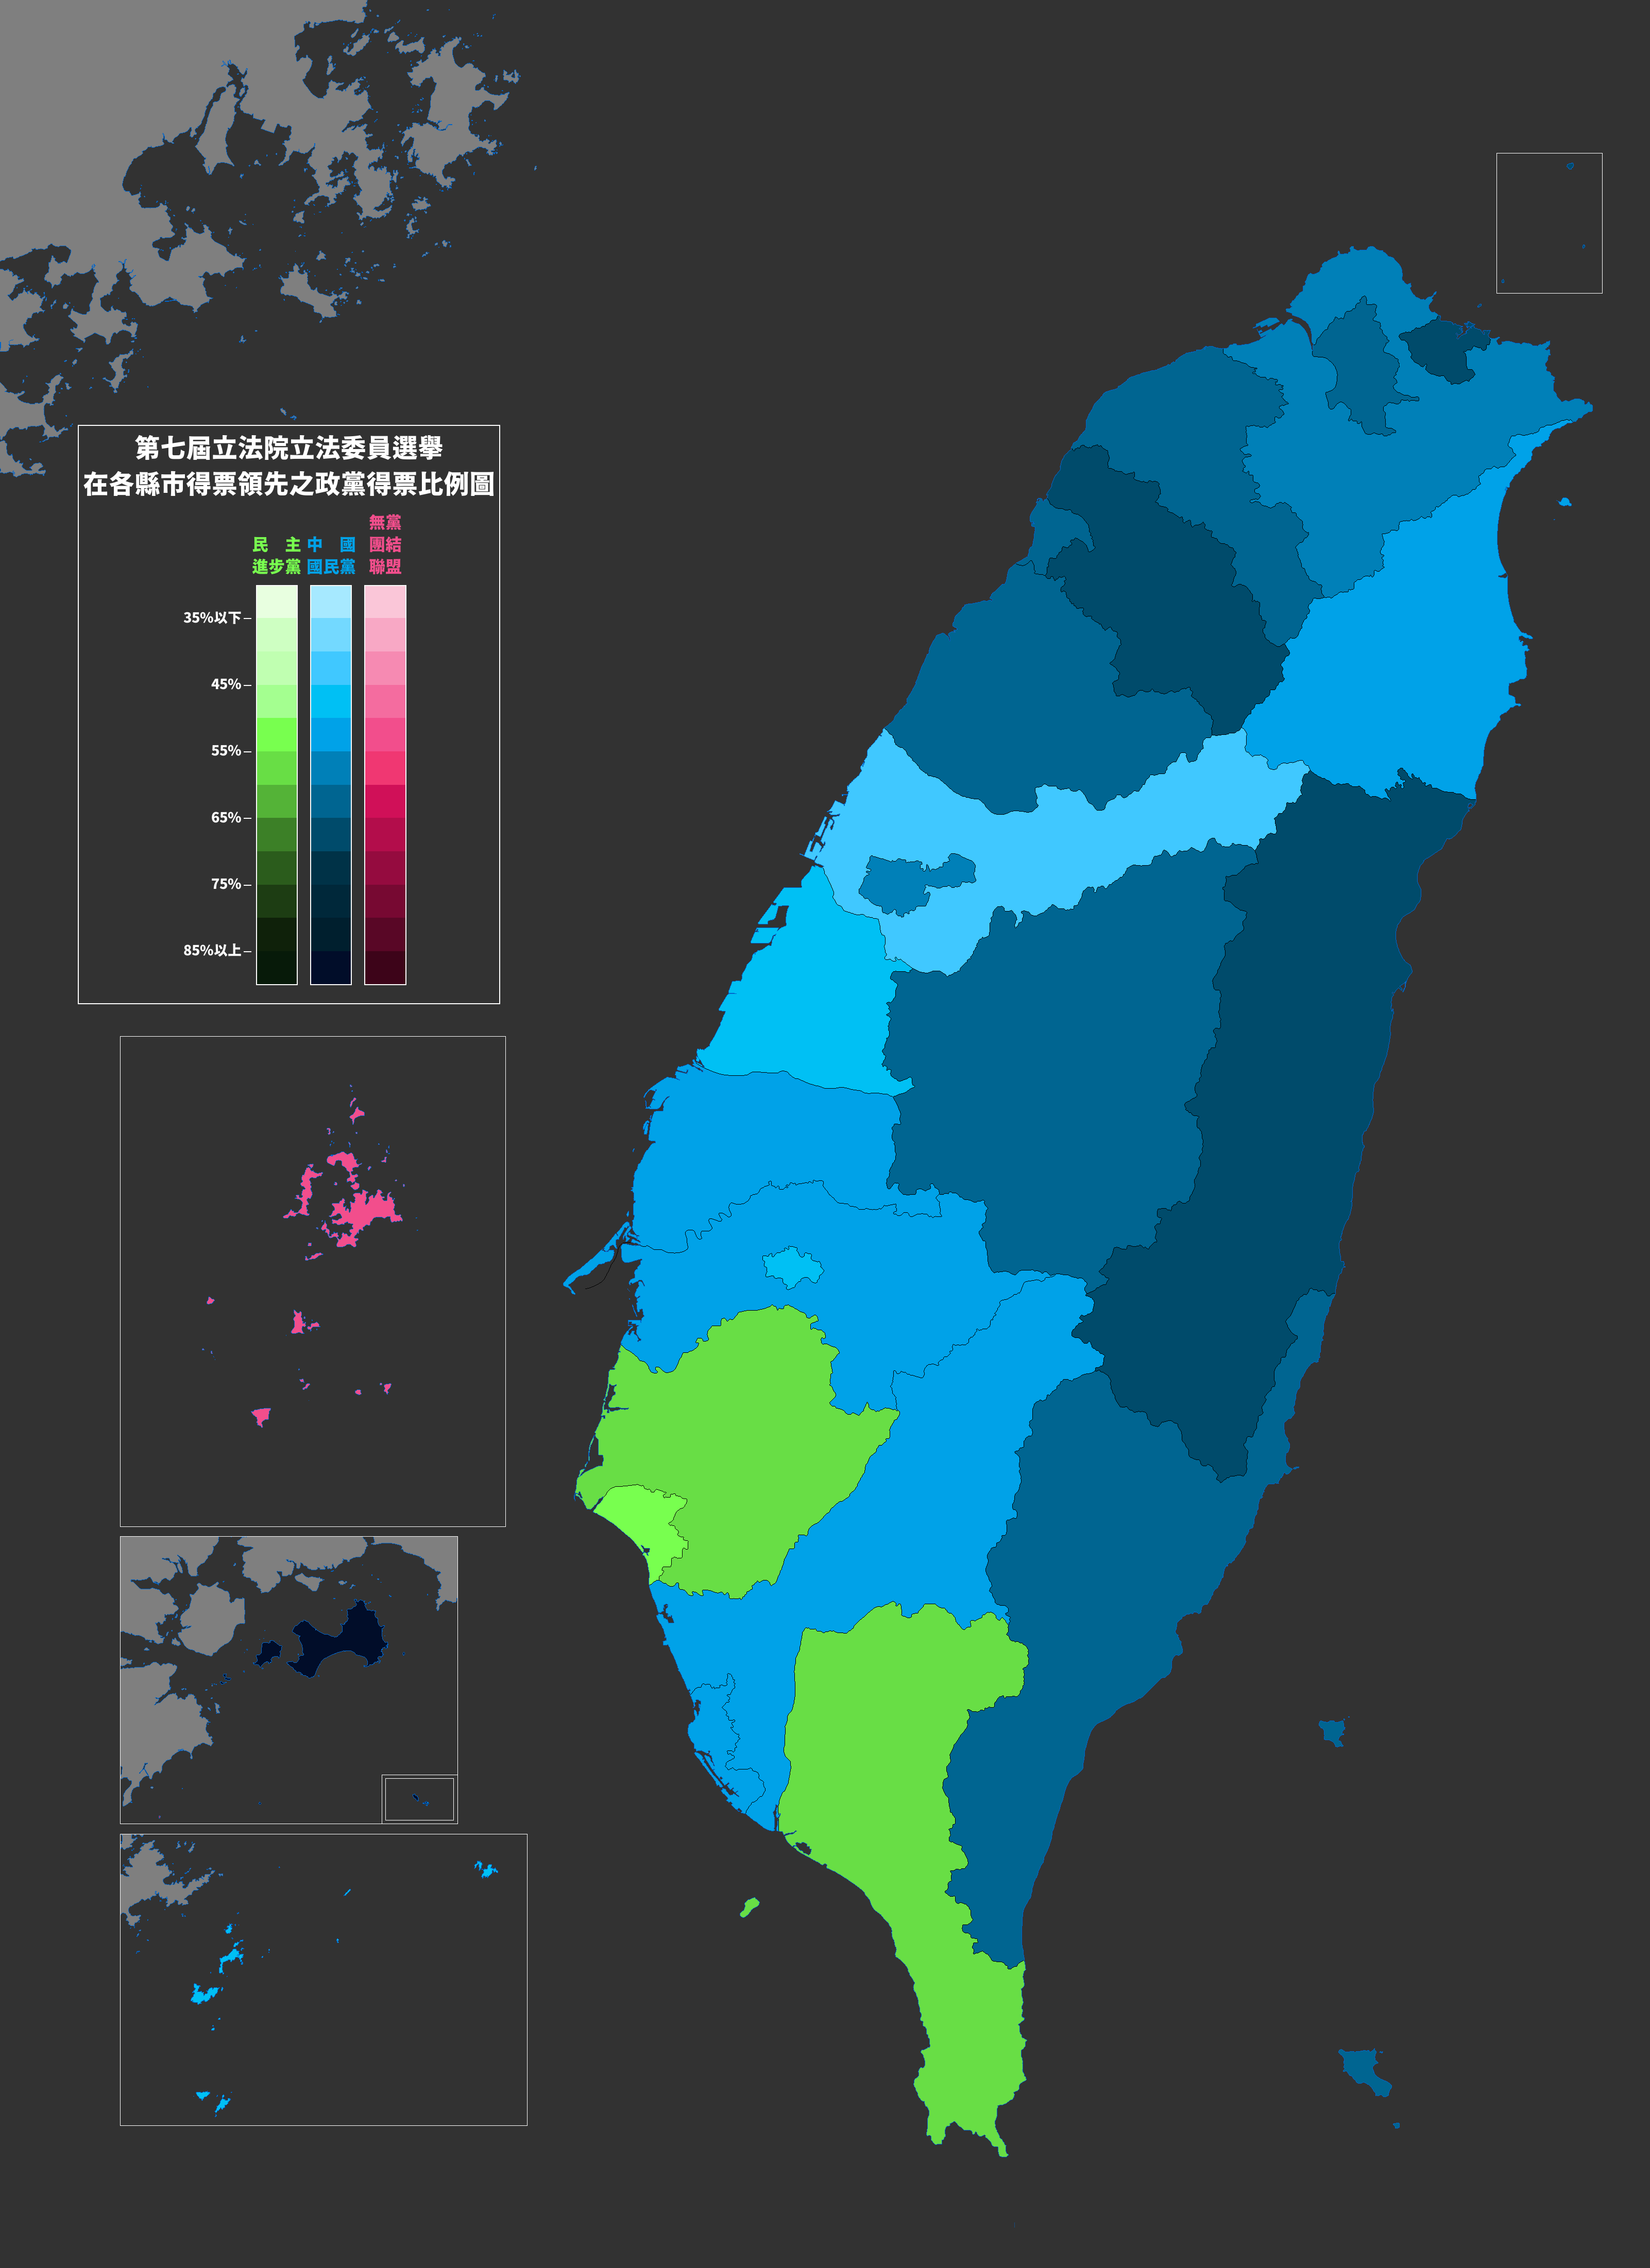 第七屆立法院立法委員選舉
在各縣市得票領先之政黨得票比例圖
民 主
進步黨
中 國
國民黨
無黨
團結
聯盟
35%以下
45%
55%
65%
75%
85%以上